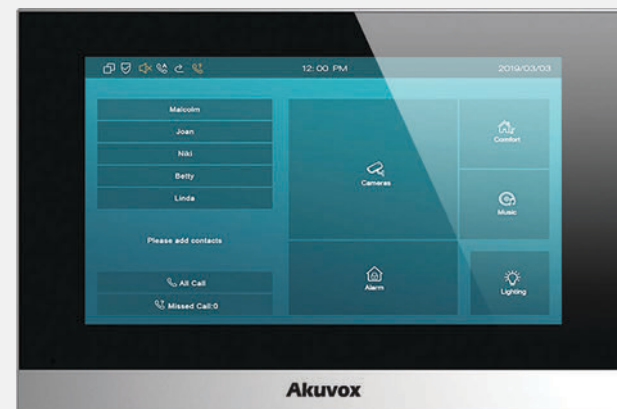 12:00 PM
2019/03/03
Malcolm
Joan
Niki
Betty
Linda
Please add contacts
All Call
Missed Call:0
Cameras
Alarm
Comfort
Music
Lighting
Akuvox